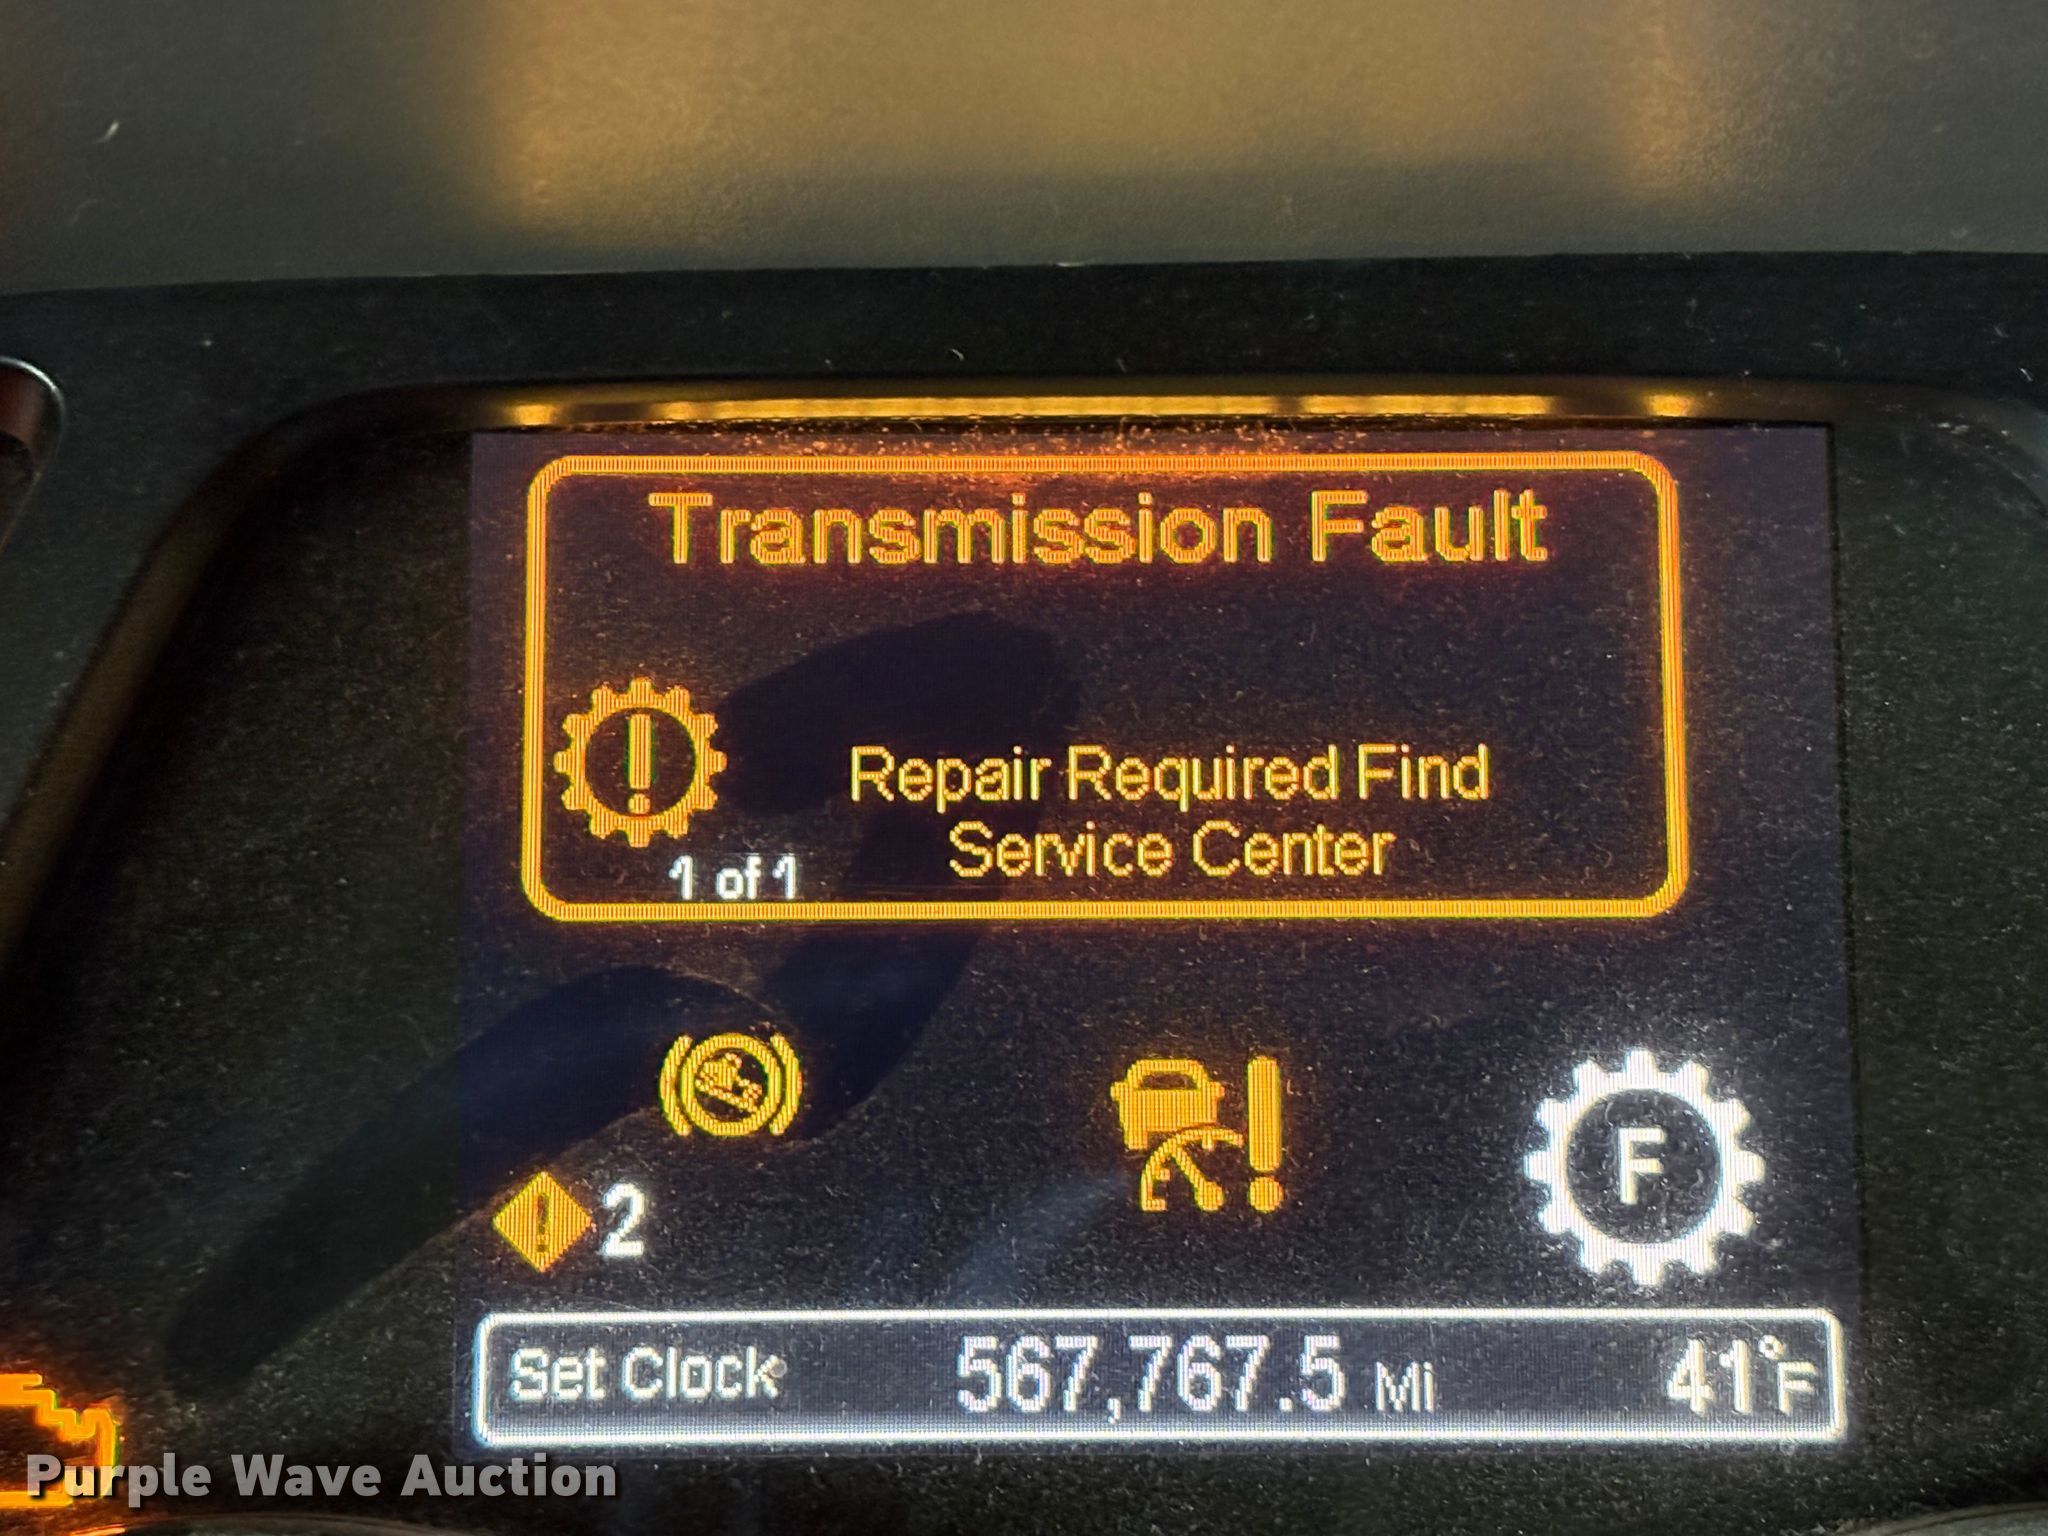 Transmission Fault
Repair Required Find
Service Center
1 of 1
2
F
Set Clock 567,767.5 Mi 41°F
Purple Wave Auction